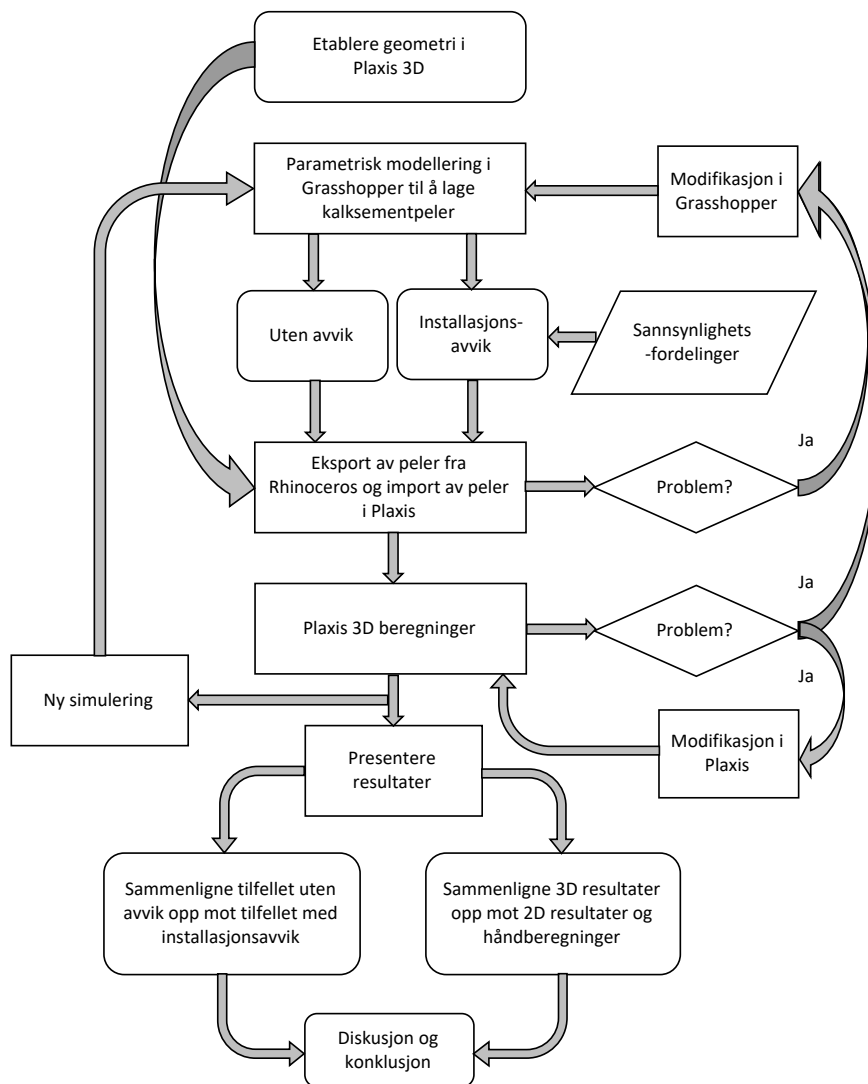 Etablere geometri i
Plaxis 3D
Parametrisk modellering i
Grasshopper til å lage
kalksementpeler
Modifikasjon i
Grasshopper
Uten avvik
Installasjons-
avvik
Sannsynlighets
-fordelinger
Eksport av peler fra
Rhinoceros og import av peler
i Plaxis
Problem?
Ja
Plaxis 3D beregninger
Problem?
Ja
Ja
Ny simulering
Modifikasjon i
Plaxis
Presentere
resultater
Sammenligne tilfellet uten
avvik opp mot tilfellet med
installasjonsavvik
Sammenligne 3D resultater
opp mot 2D resultater og
håndberegninger
Diskusjon og
konklusjon